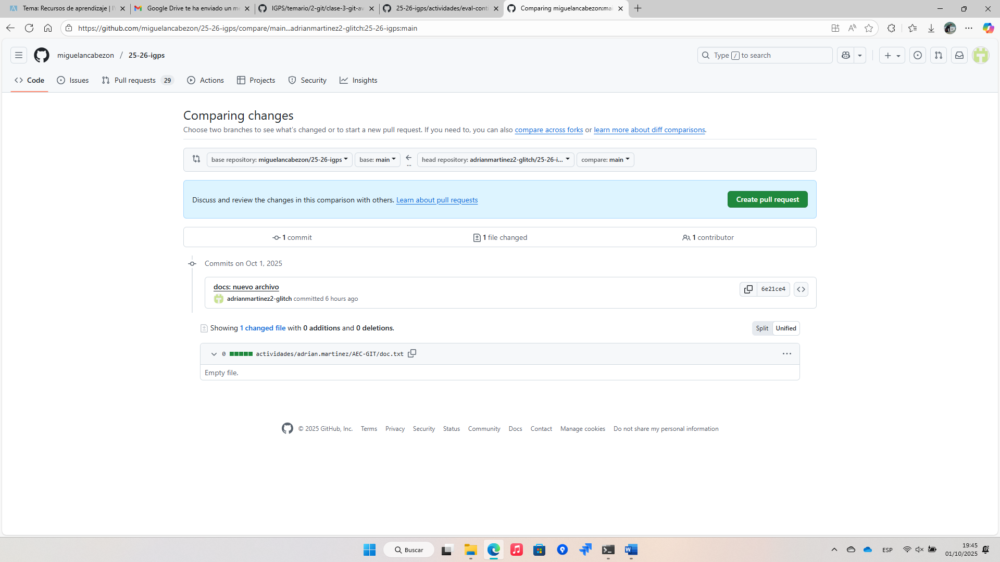 Tema: Recursos de aprendizaje |
Google Drive te ha enviado un me
IGPS/temario/2-git/clase-3-git-av
25-26-igps/actividades/eval-conti
Comparing miguelancabezon:mai
https://github.com/miguelancabezon/25-26-igps/compare/main...adrianmartinez2-glitch:25-26-igps:main
miguelancabezon / 25-26-igps
Type / to search
Code
Issues
Pull requests 29
Actions
Projects
Security
Insights
Comparing changes
Choose two branches to see what's changed or to start a new pull request. If you need to, you can also compare across forks or learn more about diff comparisons.
base repository: miguelancabezon/25-26-igps
base: main
...
head repository: adrianmartinez2-glitch/25-26-i...
compare: main
Discuss and review the changes in this comparison with others. Learn about pull requests
Create pull request
1 commit
1 file changed
1 contributor
Commits on Oct 1, 2025
docs: nuevo archivo
6e21ce4
adrianmartinez2-glitch committed 6 hours ago
Showing 1 changed file with 0 additions and 0 deletions.
Split
Unified
0
actividades/adrian.martinez/AEC-GIT/doc.txt
Empty file.
© 2025 GitHub, Inc.
Terms
Privacy
Security
Status
Community
Docs
Contact
Manage cookies
Do not share my personal information
Buscar
ESP
19:45
01/10/2025